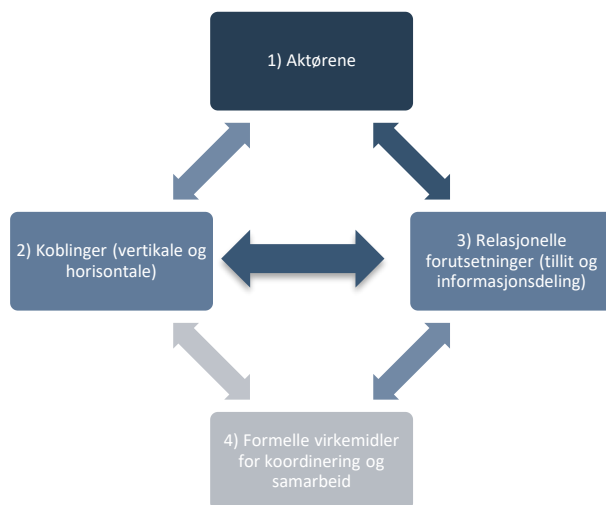 1) Aktørene
2) Koblinger (vertikale og
horisontale)
3) Relasjonelle
forutsetninger (tillit og
informasjonsdeling)
4) Formelle virkemidler
for koordinering og
samarbeid